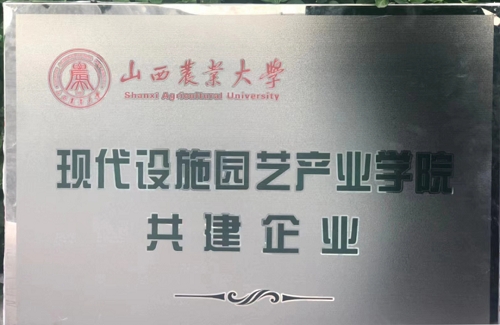 山西農業大學
Shanxi Agricultural University
现代设施园艺产业学院
共建企业